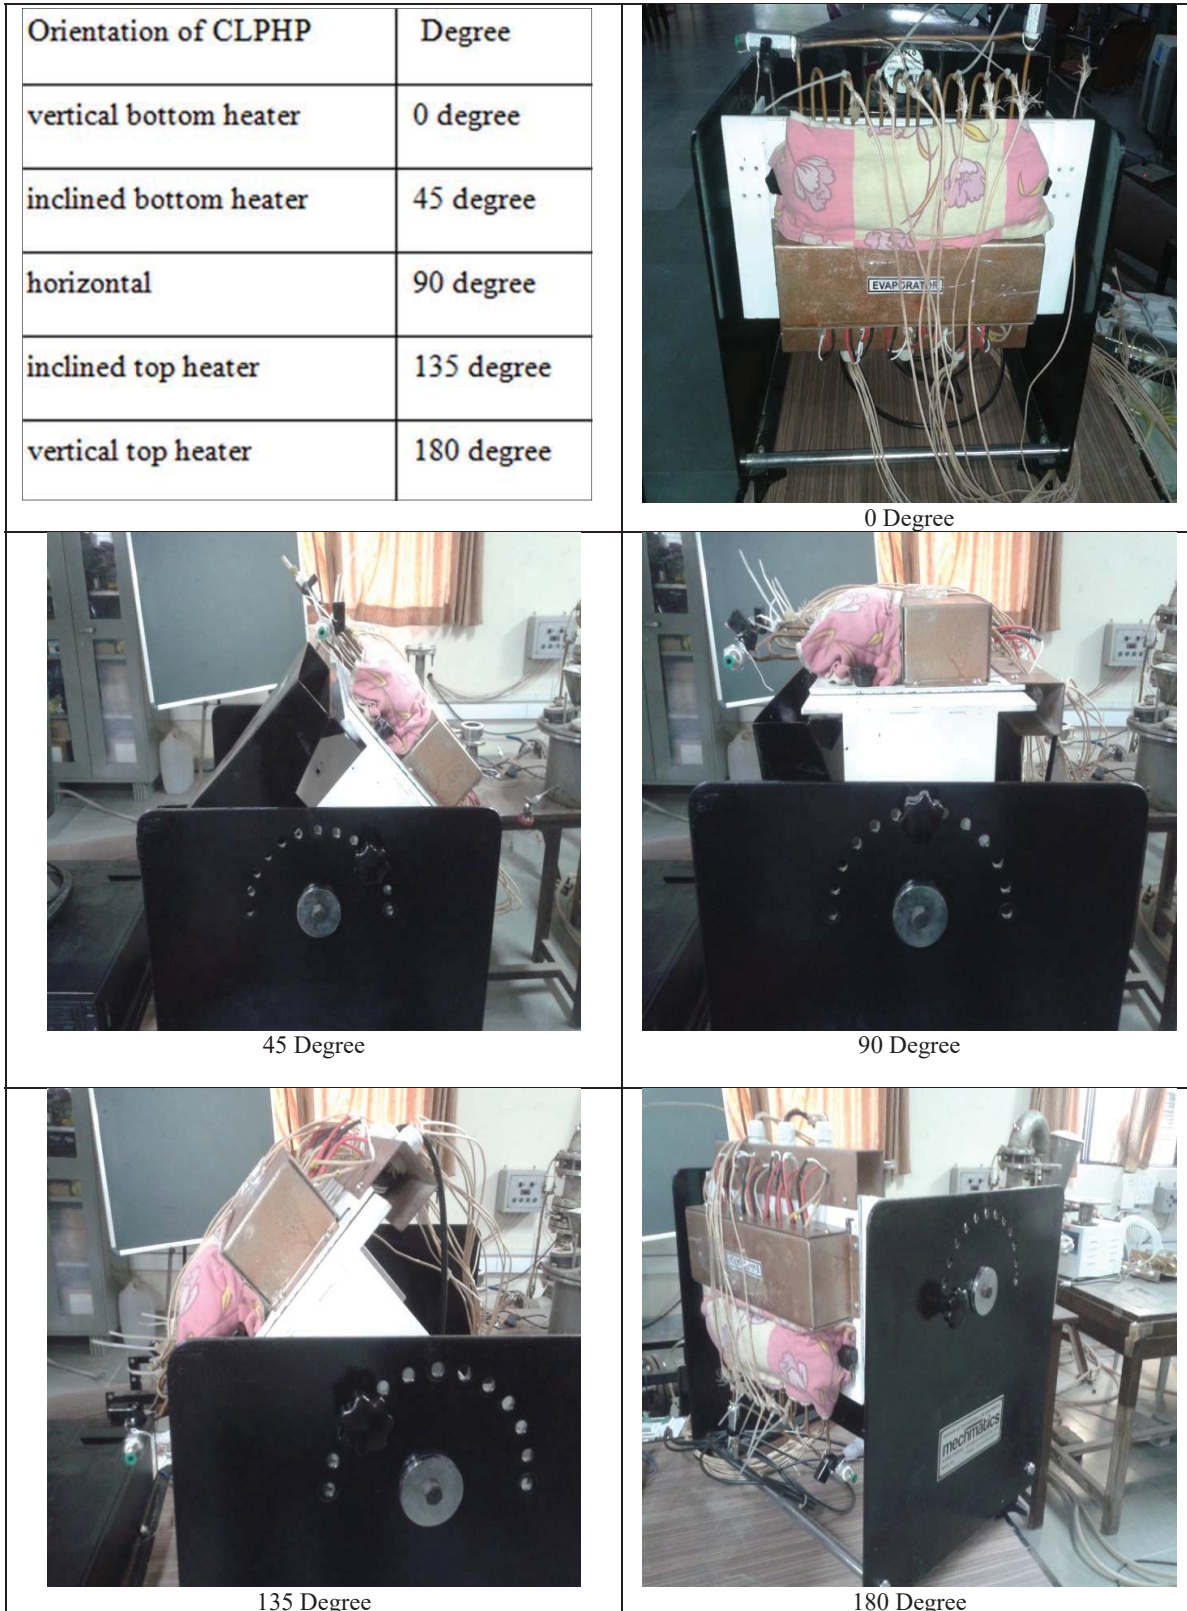 Orientation of CLPHP Degree
vertical bottom heater 0 degree
inclined bottom heater 45 degree
horizontal 90 degree
inclined top heater 135 degree
vertical top heater 180 degree
EVAPORATOR
0 Degree
45 Degree
90 Degree
mechmatics
135 Degree
180 Degree